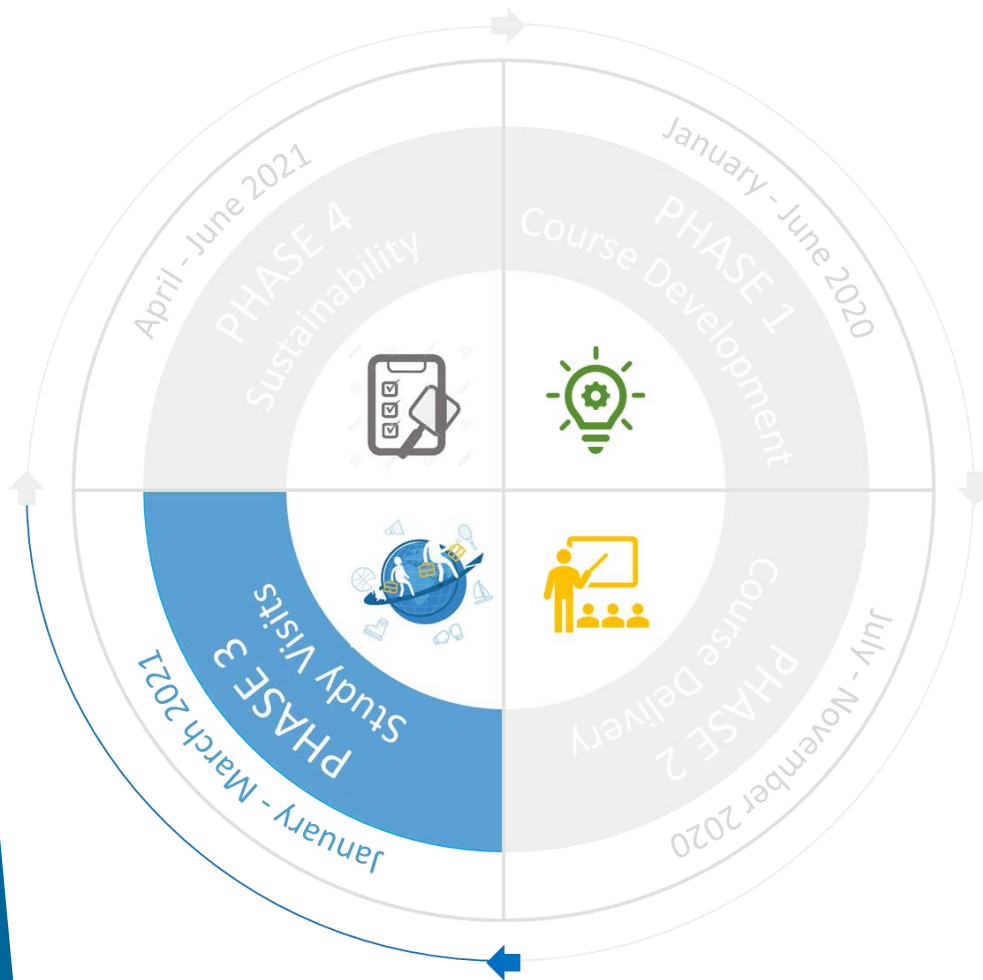 January - June 2020
PHASE 1
Course Development
July - November 2020
PHASE 2
Course Delivery
January - March 2021
PHASE 3
Study Visits
April - June 2021
PHASE 4
Sustainability